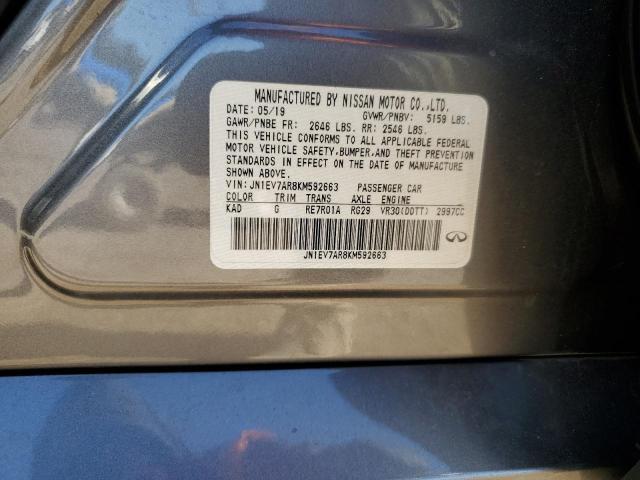 MANUFACTURED BY NISSAN MOTOR CO.,LTD.
DATE: 05/19 GVWR/PNBV: 5159 LBS.
GAWR/PNBE FR: 2646 LBS. RR: 2546 LBS.
THIS VEHICLE CONFORMS TO ALL APPLICABLE FEDERAL
MOTOR VEHICLE SAFETY,BUMPER,AND THEFT PREVENTION
STANDARDS IN EFFECT ON THE DATE OF MANUFACTURE
SHOWN ABOVE.
VIN:JN1EV7AR8KM592663 PASSENGER CAR
COLOR TRIM TRANS AXLE ENGINE
KAD G RE7R01A RG29 VR30(DDTT) 2997CC
JN1EV7AR8KM592663